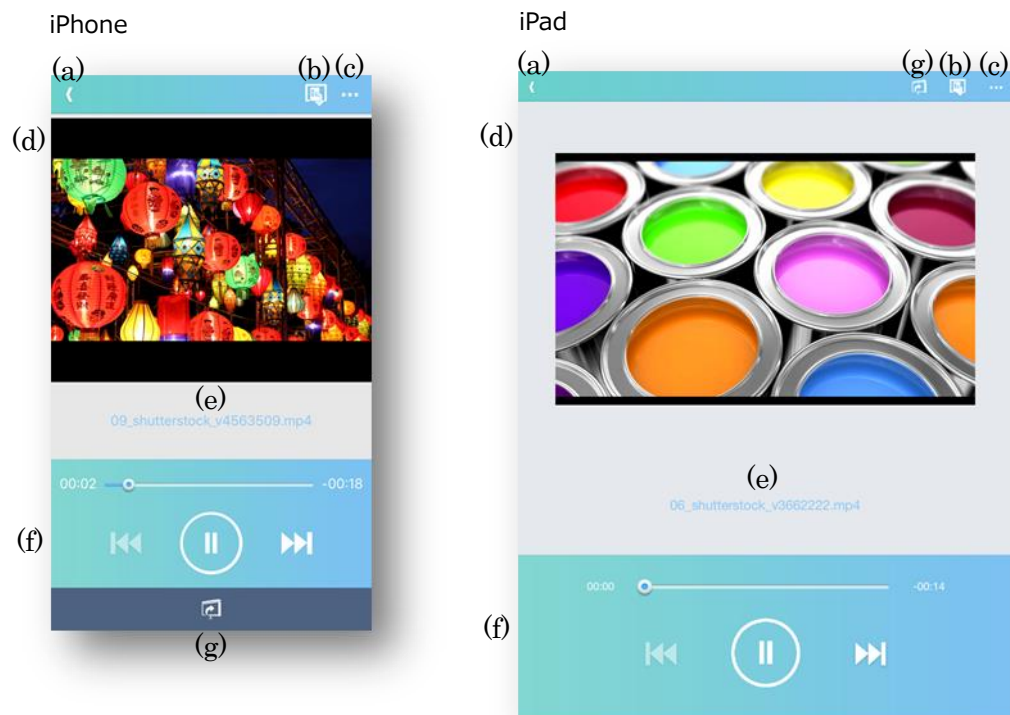 iPhone
(a)
(b)
(c)
(d)
(e)
09_shutterstock_v4563509.mp4
00:02
-00:18
(f)
(g)
iPad
(a)
(g)
(b)
(c)
(d)
(e)
06_shutterstock_v3662222.mp4
00:00
-00:14
(f)